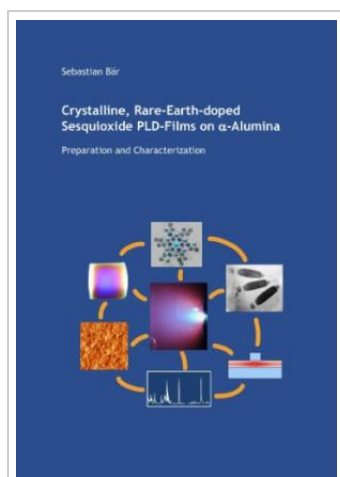 Sebastian Bär
Crystalline, Rare-Earth-doped
Sesquioxide PLD-Films on α-Alumina
Preparation and Characterization